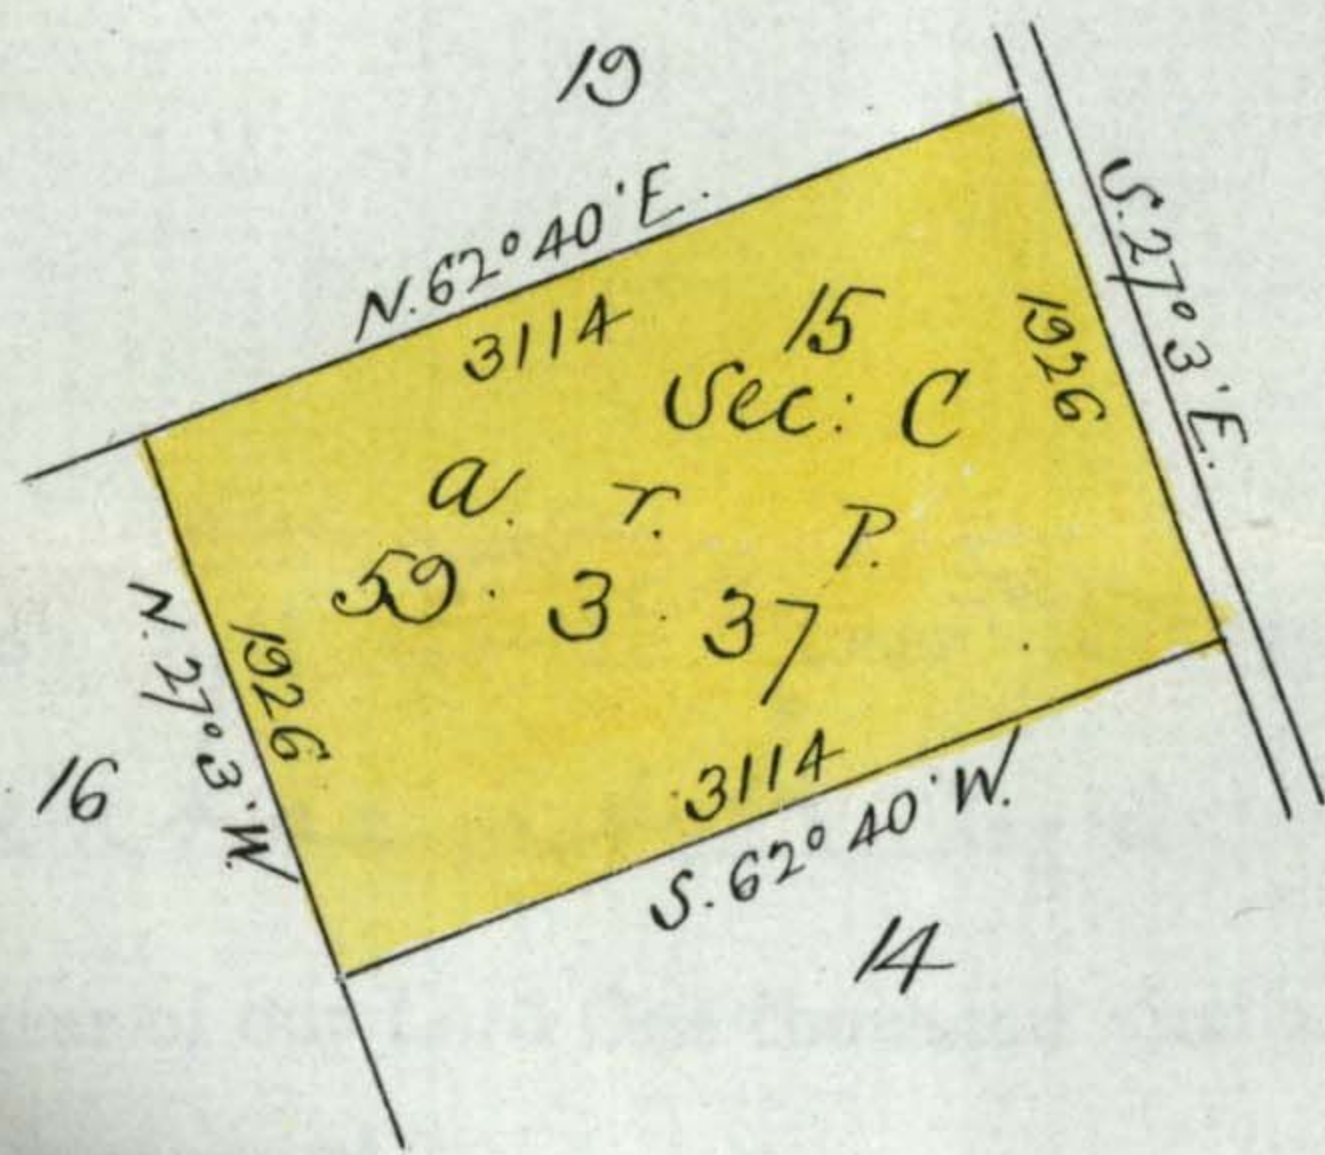 19
N. 62° 40' E.
3114
S. 27° 3' E.
1926
15
Sec: C
a. r. P.
59. 3. 37
N. 27° 3' W.
1926
16
3114
S. 62° 40' W.
14